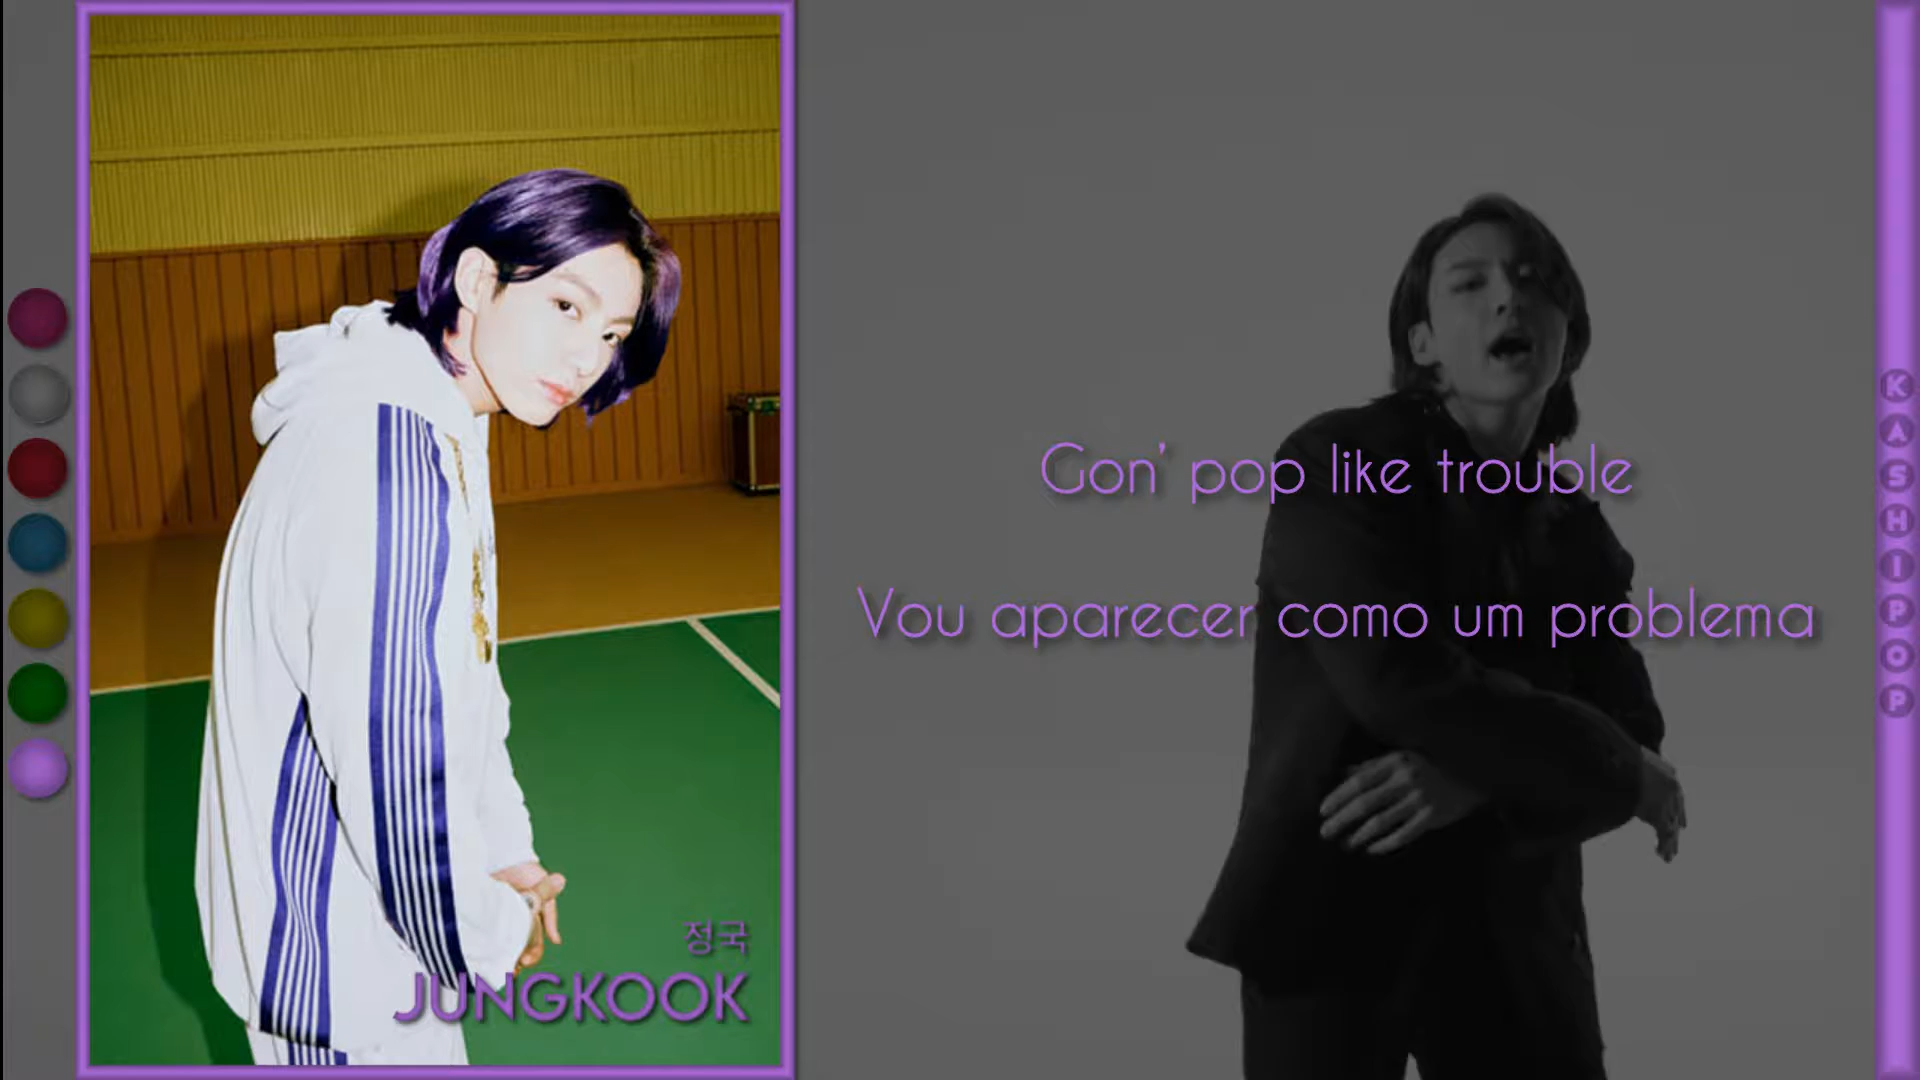 정국
JUNGKOOK
Gon' pop like trouble
Vou aparecer como um problema
KASHIPOP